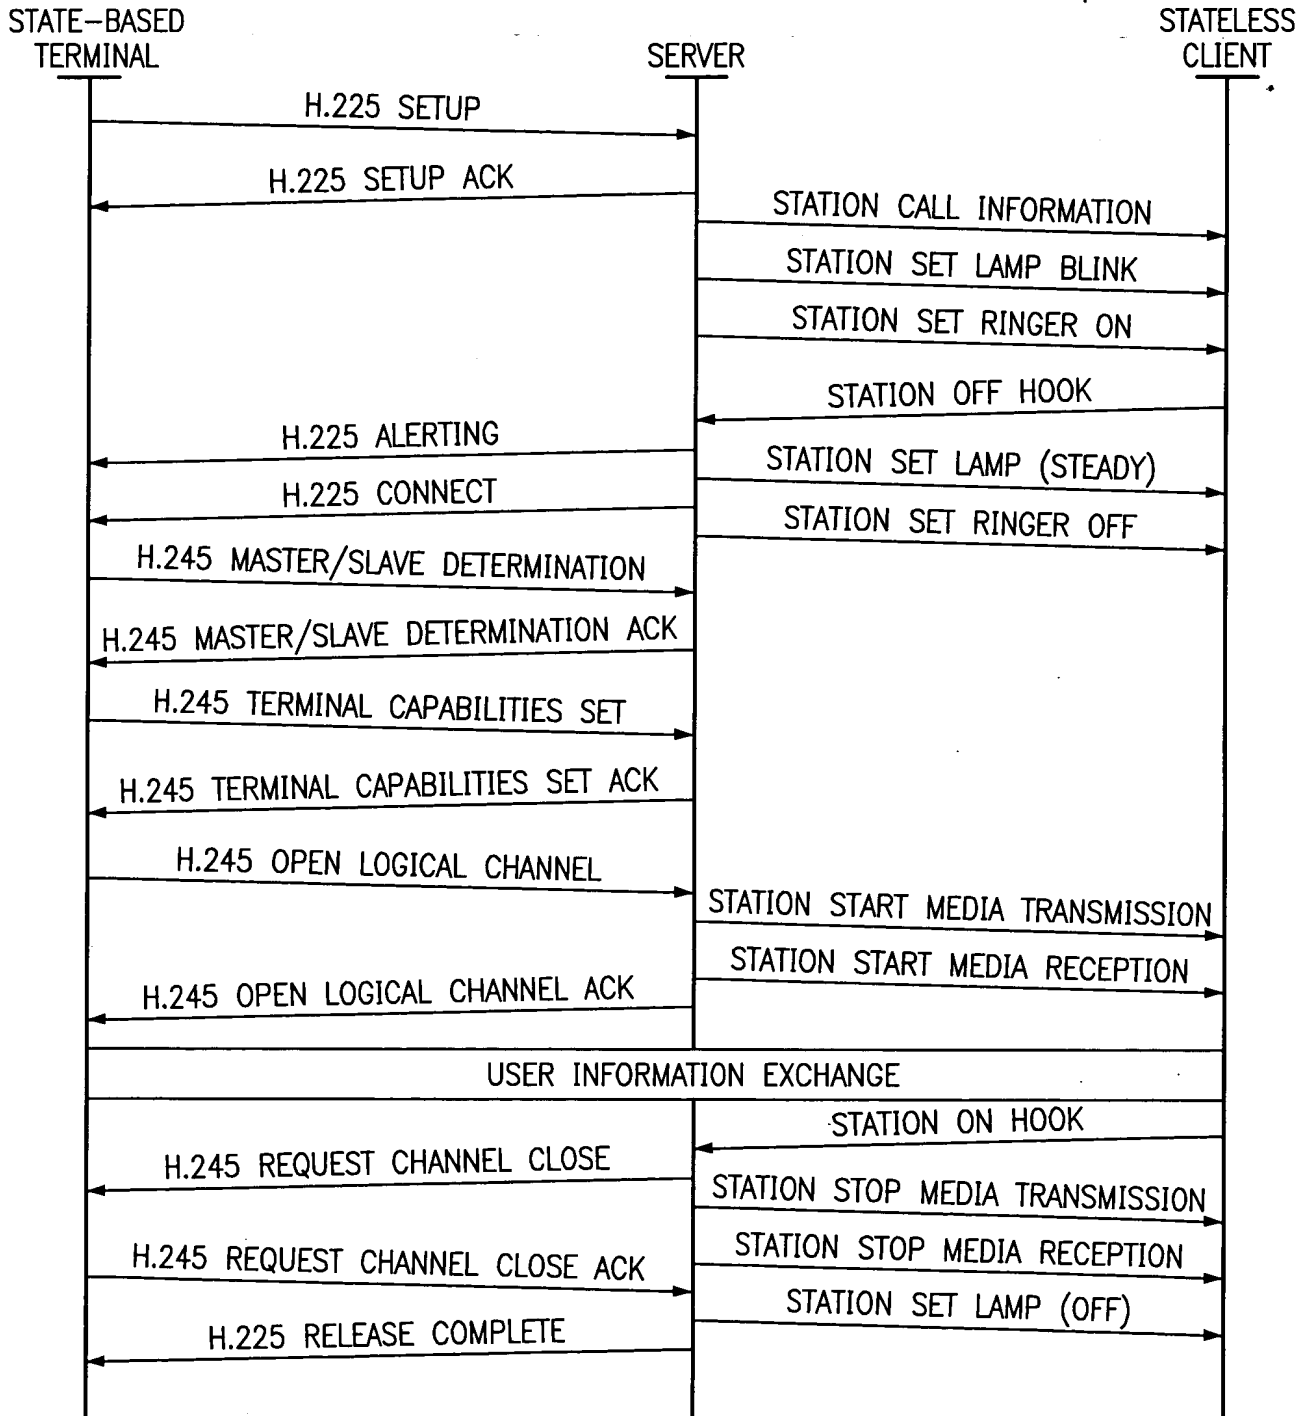 STATE-BASED
TERMINAL
SERVER
STATELESS
CLIENT
H.225 SETUP
H.225 SETUP ACK
STATION CALL INFORMATION
STATION SET LAMP BLINK
STATION SET RINGER ON
STATION OFF HOOK
H.225 ALERTING
STATION SET LAMP (STEADY)
H.225 CONNECT
STATION SET RINGER OFF
H.245 MASTER/SLAVE DETERMINATION
H.245 MASTER/SLAVE DETERMINATION ACK
H.245 TERMINAL CAPABILITIES SET
H.245 TERMINAL CAPABILITIES SET ACK
H.245 OPEN LOGICAL CHANNEL
STATION START MEDIA TRANSMISSION
STATION START MEDIA RECEPTION
H.245 OPEN LOGICAL CHANNEL ACK
USER INFORMATION EXCHANGE
STATION ON HOOK
H.245 REQUEST CHANNEL CLOSE
STATION STOP MEDIA TRANSMISSION
H.245 REQUEST CHANNEL CLOSE ACK
STATION STOP MEDIA RECEPTION
STATION SET LAMP (OFF)
H.225 RELEASE COMPLETE